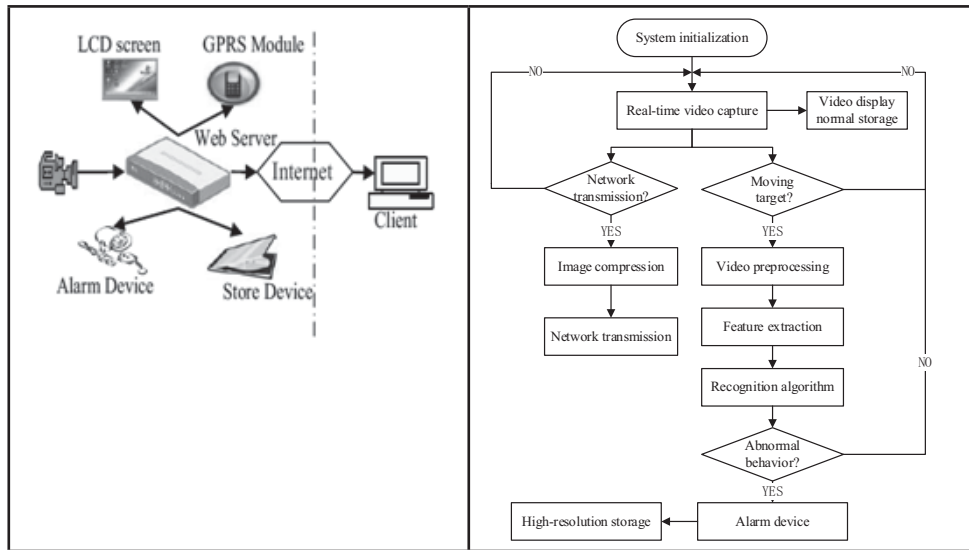 LCD screen
GPRS Module
Web Server
Internet
Client
Alarm Device
Store Device
System initialization
NO
NO
Real-time video capture
Video display
normal storage
Network
transmission?
Moving
target?
YES
YES
Image compression
Video preprocessing
Network transmission
Feature extraction
NO
Recognition algorithm
Abnormal
behavior?
YES
High-resolution storage
Alarm device